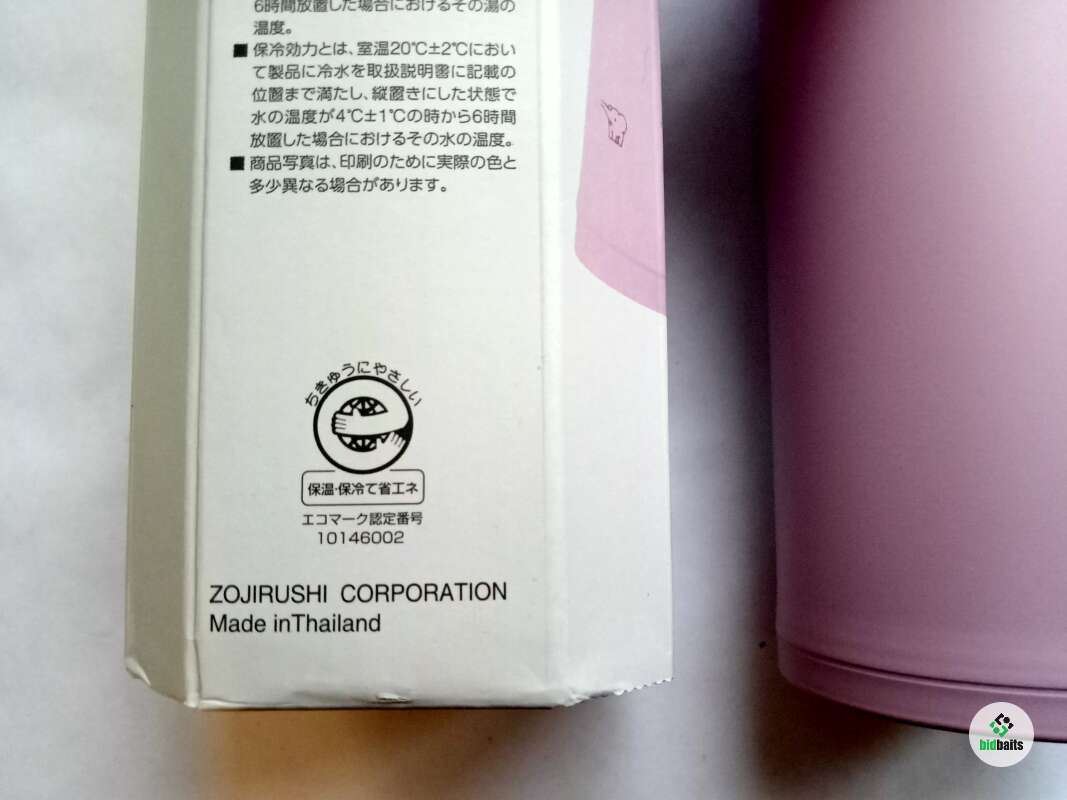 6時間放置した場合におけるその湯の
温度。
■ 保冷効力とは、室温20℃±2℃におい
て製品に冷水を取扱説明書に記載の
位置まで満たし、縦置きにした状態で
水の温度が4℃±1℃の時から6時間
放置した場合におけるその水の温度。
■ 商品写真は、印刷のために実際の色と
多少異なる場合があります。
ちきゅうにやさしい
保温・保冷で省エネ
エコマーク認定番号
10146002
ZOJIRUSHI CORPORATION
Made inThailand
bidbaits